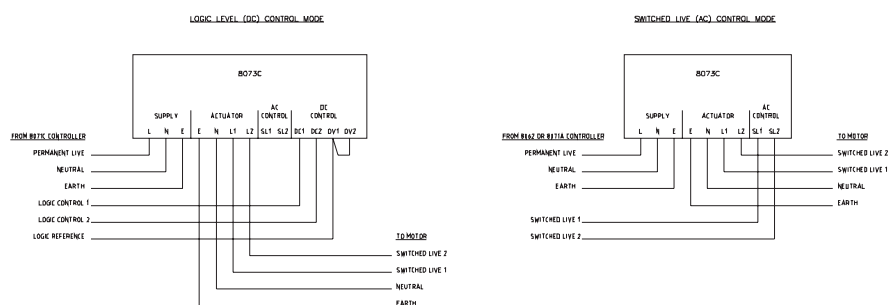 LOGIC LEVEL (DC) CONTROL MODE
8073C
SUPPLY ACTUATOR AC CONTROL DC CONTROL
L N E E N L1 L2 SL1 SL2 DC1 DC2 DV1 DV2
FROM 8071C CONTROLLER
PERMANENT LIVE
NEUTRAL
EARTH
LOGIC CONTROL 1
LOGIC CONTROL 2
LOGIC REFERENCE
TO MOTOR
SWITCHED LIVE 2
SWITCHED LIVE 1
NEUTRAL
EARTH
SWITCHED LIVE (AC) CONTROL MODE
8073C
SUPPLY ACTUATOR AC CONTROL
L N E E N L1 L2 SL1 SL2
FROM 8062 OR 8071A CONTROLLER
PERMANENT LIVE
NEUTRAL
EARTH
SWITCHED LIVE 1
SWITCHED LIVE 2
TO MOTOR
SWITCHED LIVE 2
SWITCHED LIVE 1
NEUTRAL
EARTH